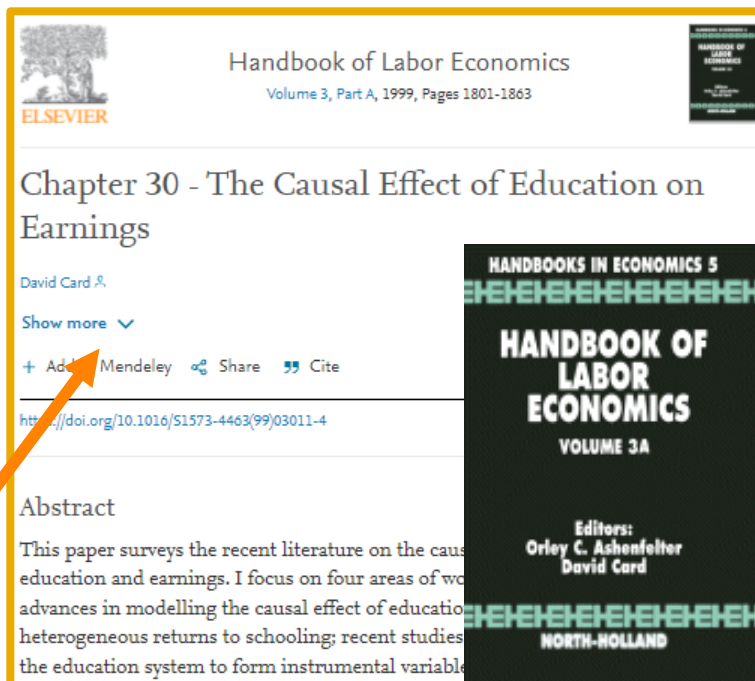 ELSEVIER
Handbook of Labor Economics
Volume 3, Part A, 1999, Pages 1801-1863
HANDBOOK OF
LABOR
ECONOMICS
Chapter 30 - The Causal Effect of Education on
Earnings
David Card
Show more
+ Add Mendeley Share Cite
https://doi.org/10.1016/S1573-4463(99)03011-4
Abstract
This paper surveys the recent literature on the caus
education and earnings. I focus on four areas of wo
advances in modelling the causal effect of educatio
heterogeneous returns to schooling; recent studies
the education system to form instrumental variable
HANDBOOKS IN ECONOMICS 5
HANDBOOK OF
LABOR
ECONOMICS
VOLUME 3A
Editors:
Orley C. Ashenfelter
David Card
NORTH-HOLLAND